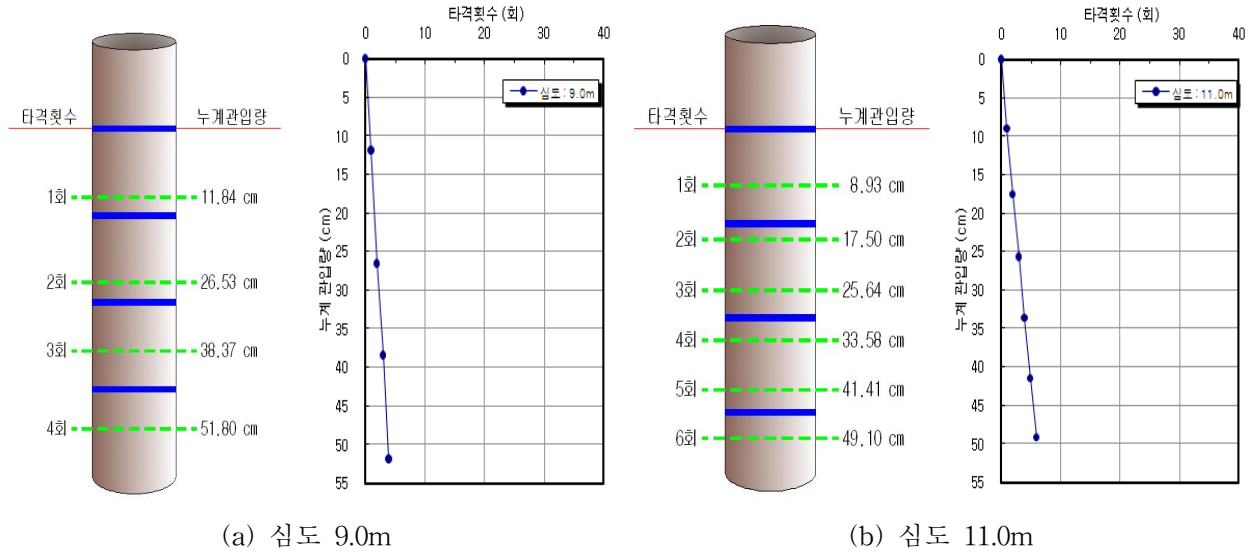 타격횟수 누계관입량
1회 11.84 cm
2회 26.53 cm
3회 38.37 cm
4회 51.80 cm
타격횟수 (회)
0 10 20 30 40
0
5
10
15
20
25
30
35
40
45
50
55
누계 관입량 (cm)
심도 : 9.0m
(a) 심도 9.0m
타격횟수 누계관입량
1회 8.93 cm
2회 17.50 cm
3회 25.64 cm
4회 33.58 cm
5회 41.41 cm
6회 49.10 cm
타격횟수 (회)
0 10 20 30 40
0
5
10
15
20
25
30
35
40
45
50
55
누계 관입량 (cm)
심도 : 11.0m
(b) 심도 11.0m